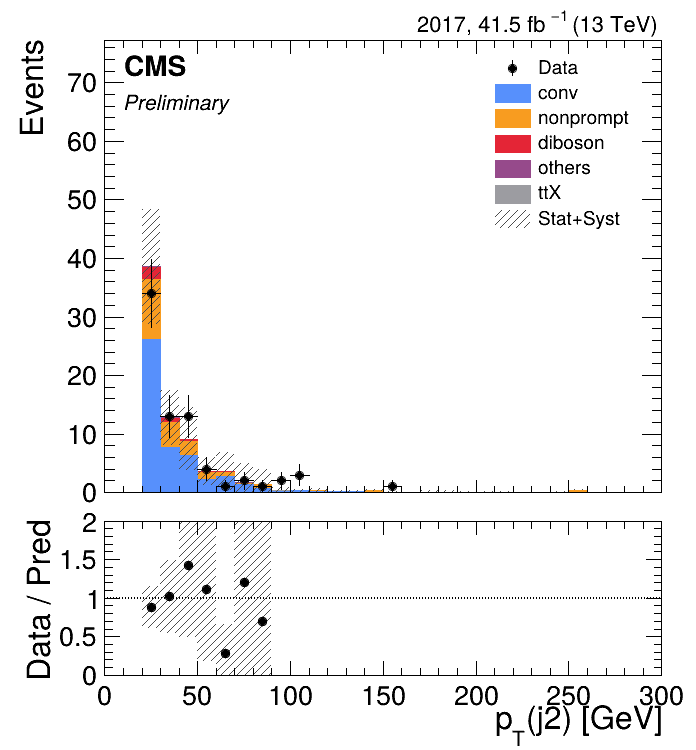 2017, 41.5 fb⁻¹ (13 TeV)
CMS
Preliminary
Events
70
60
50
40
30
20
10
0
Data
conv
nonprompt
diboson
others
ttX
Stat+Syst
Data / Pred
2
1.5
1
0.5
0
0 50 100 150 200 250 300
p_T(j2) [GeV]